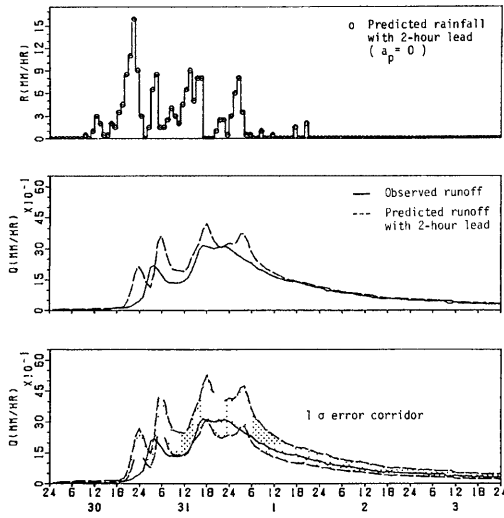 R(MM/HR)
15
12
9
6
3
0
o Predicted rainfall
with 2-hour lead
( ap= 0 )
Q(MM/HR)
X10⁻¹
60
45
30
15
0
Observed runoff
Predicted runoff
with 2-hour lead
Q(MM/HR)
X10⁻¹
60
45
30
15
0
1 σ error corridor
24 6 12 18 24 6 12 18 24 6 12 18 24 6 12 18 24 6 12 18 24
30 31 1 2 3